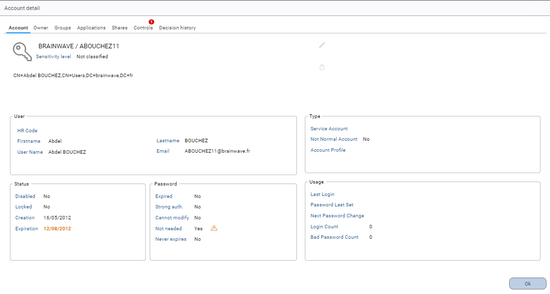 Account detail
Account Owner Groups Applications Shares Controls 1 Decision history
BRAINWAVE / ABOUCHEZ11
Sensitivity level Not classified
CN=Abdel BOUCHEZ,CN=Users,DC=brainwave,DC=fr
User
HR Code
Firstname Abdel Lastname BOUCHEZ
User Name Abdel BOUCHEZ Email ABOUCHEZ11@brainwave.fr
Type
Service Account
Non Normal Account No
Account Profile
Status
Disabled No
Locked No
Creation 16/05/2012
Expiration 12/08/2012
Password
Expired No
Strong auth. No
Cannot modify No
Not needed Yes
Never expires No
Usage
Last Login
Password Last Set
Next Password Change
Login Count 0
Bad Password Count 0
Ok